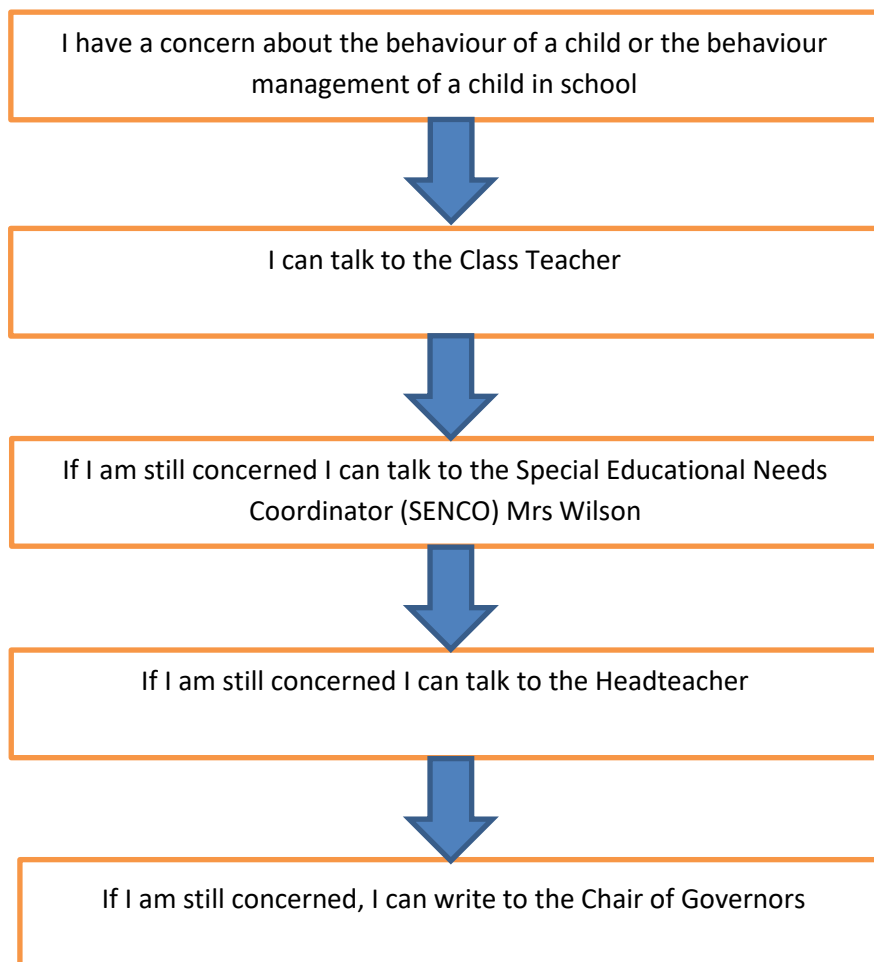 I have a concern about the behaviour of a child or the behaviour
management of a child in school
I can talk to the Class Teacher
If I am still concerned I can talk to the Special Educational Needs
Coordinator (SENCO) Mrs Wilson
If I am still concerned I can talk to the Headteacher
If I am still concerned, I can write to the Chair of Governors